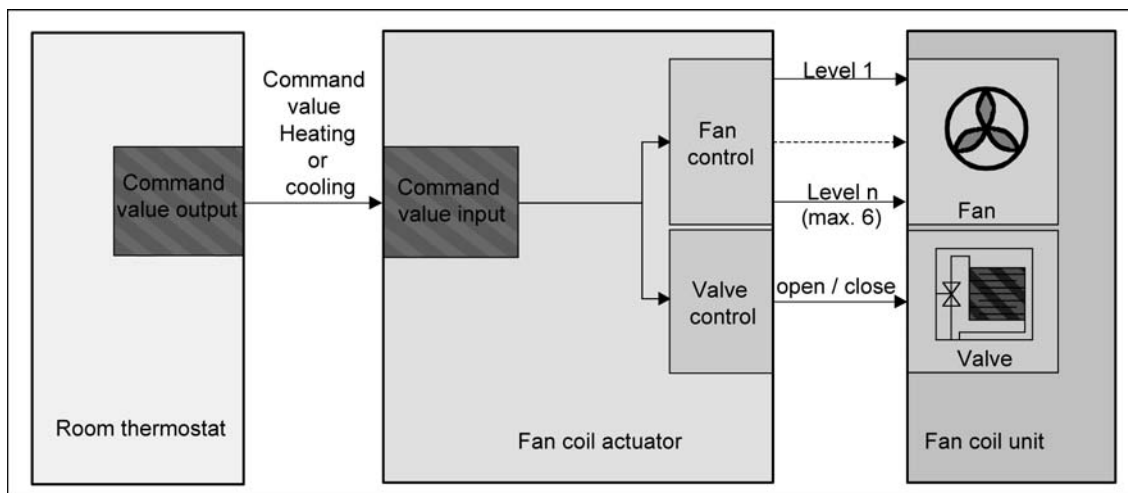 Command
value output
Room thermostat
Command
value
Heating
or
cooling
Command
value input
Fan
control
Valve
control
Fan coil actuator
Level 1
Level n
(max. 6)
open / close
Fan
Valve
Fan coil unit